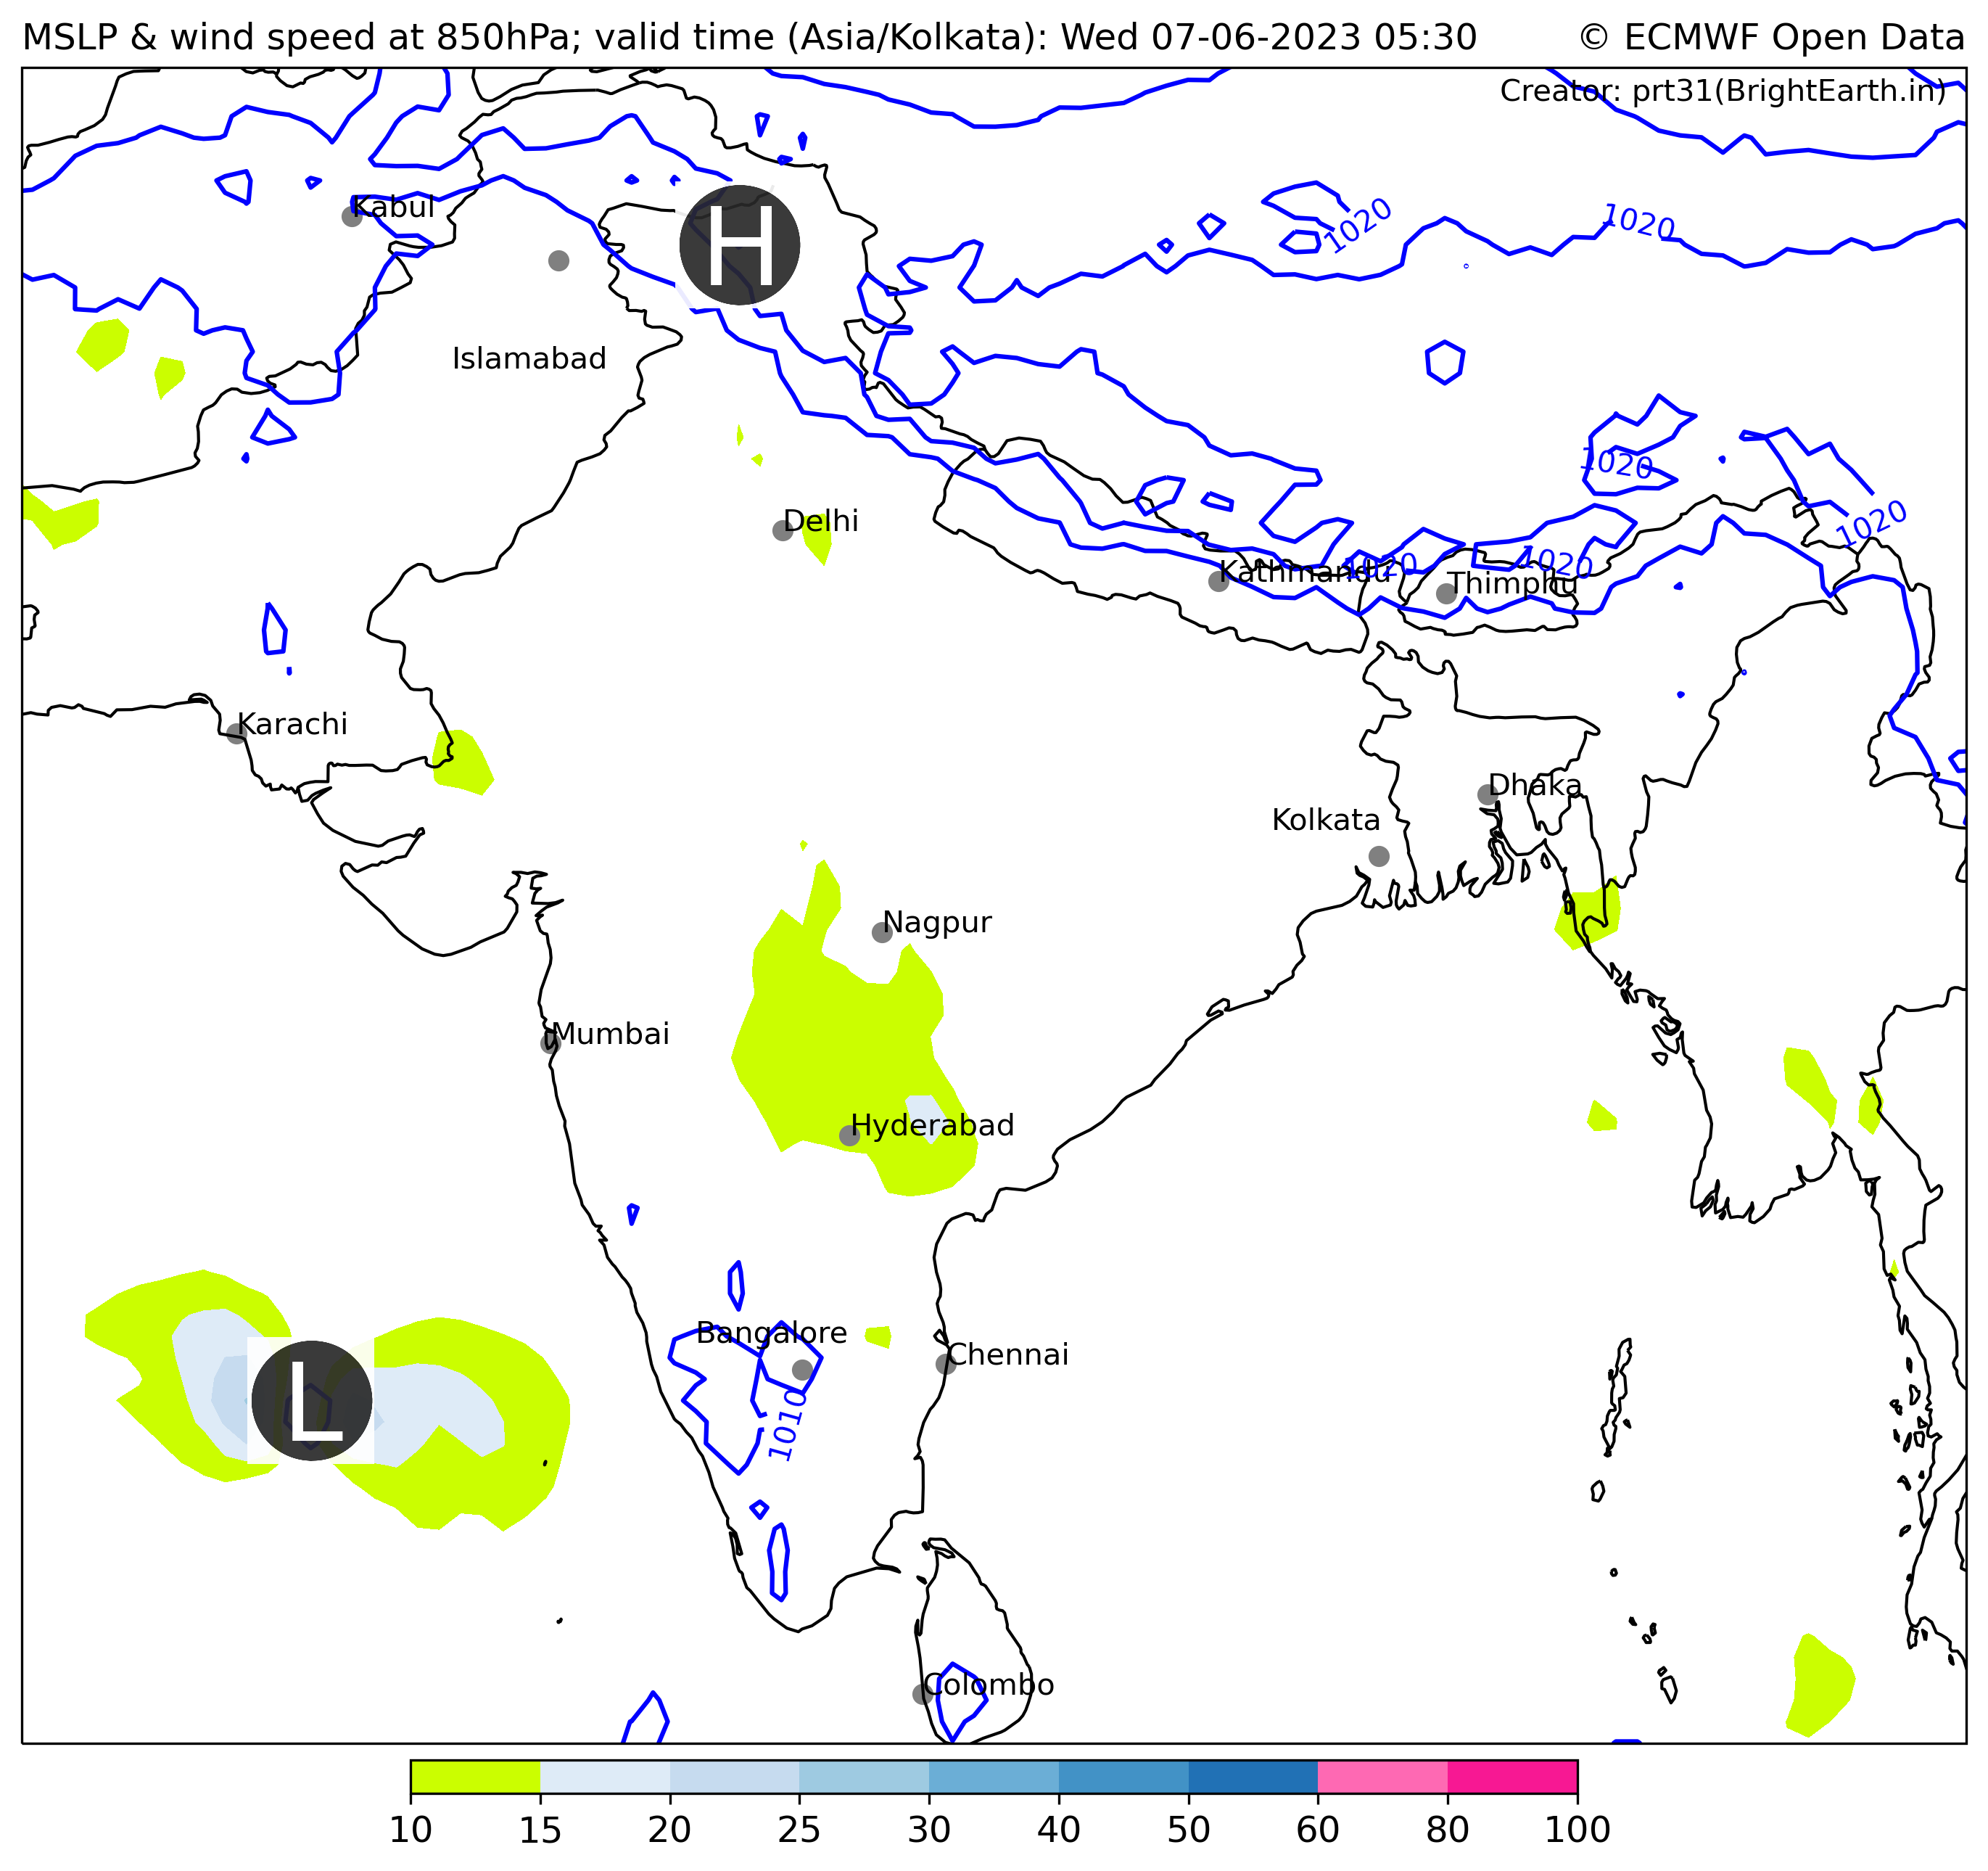 MSLP & wind speed at 850hPa; valid time (Asia/Kolkata): Wed 07-06-2023 05:30
© ECMWF Open Data
Creator: prt31(BrightEarth.in)
Kabul
H
1020
1020
Islamabad
1020
Delhi
1020
Kathmandu
1020
1020
Thimphu
Karachi
Dhaka
Kolkata
Nagpur
Mumbai
Hyderabad
Bangalore
Chennai
L
1010
Colombo
10 15 20 25 30 40 50 60 80 100